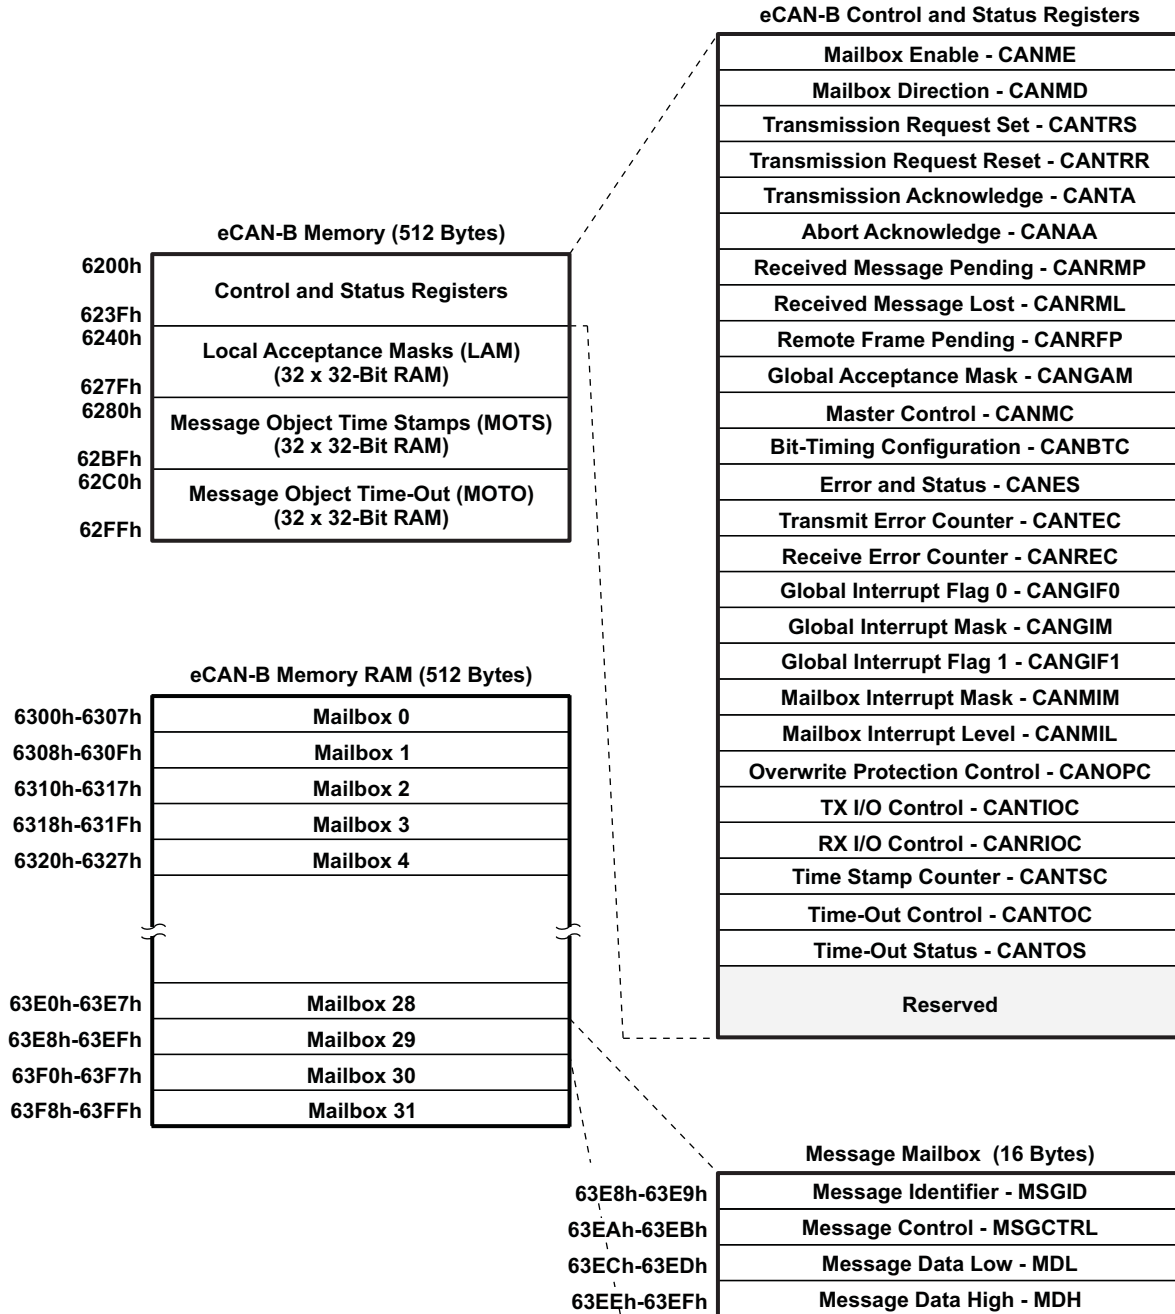 eCAN-B Control and Status Registers
Mailbox Enable - CANME
Mailbox Direction - CANMD
Transmission Request Set - CANTRS
Transmission Request Reset - CANTRR
Transmission Acknowledge - CANTA
Abort Acknowledge - CANAA
Received Message Pending - CANRMP
Received Message Lost - CANRML
Remote Frame Pending - CANRFP
Global Acceptance Mask - CANGAM
Master Control - CANMC
Bit-Timing Configuration - CANBTC
Error and Status - CANES
Transmit Error Counter - CANTEC
Receive Error Counter - CANREC
Global Interrupt Flag 0 - CANGIF0
Global Interrupt Mask - CANGIM
Global Interrupt Flag 1 - CANGIF1
Mailbox Interrupt Mask - CANMIM
Mailbox Interrupt Level - CANMIL
Overwrite Protection Control - CANOPC
TX I/O Control - CANTIOC
RX I/O Control - CANRIOC
Time Stamp Counter - CANTSC
Time-Out Control - CANTOC
Time-Out Status - CANTOS
Reserved
eCAN-B Memory (512 Bytes)
6200h
Control and Status Registers
623Fh
6240h
Local Acceptance Masks (LAM)
(32 x 32-Bit RAM)
627Fh
6280h
Message Object Time Stamps (MOTS)
(32 x 32-Bit RAM)
62BFh
62C0h
Message Object Time-Out (MOTO)
(32 x 32-Bit RAM)
62FFh
eCAN-B Memory RAM (512 Bytes)
6300h-6307h Mailbox 0
6308h-630Fh Mailbox 1
6310h-6317h Mailbox 2
6318h-631Fh Mailbox 3
6320h-6327h Mailbox 4
63E0h-63E7h Mailbox 28
63E8h-63EFh Mailbox 29
63F0h-63F7h Mailbox 30
63F8h-63FFh Mailbox 31
Message Mailbox (16 Bytes)
63E8h-63E9h Message Identifier - MSGID
63EAh-63EBh Message Control - MSGCTRL
63ECh-63EDh Message Data Low - MDL
63EEh-63EFh Message Data High - MDH